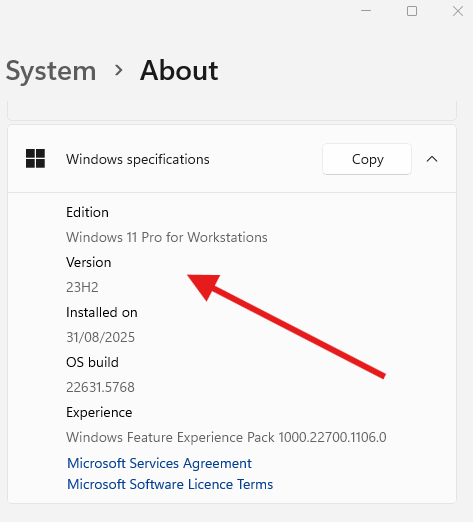 System > About
Windows specifications
Copy
Edition
Windows 11 Pro for Workstations
Version
23H2
Installed on
31/08/2025
OS build
22631.5768
Experience
Windows Feature Experience Pack 1000.22700.1106.0
Microsoft Services Agreement
Microsoft Software Licence Terms